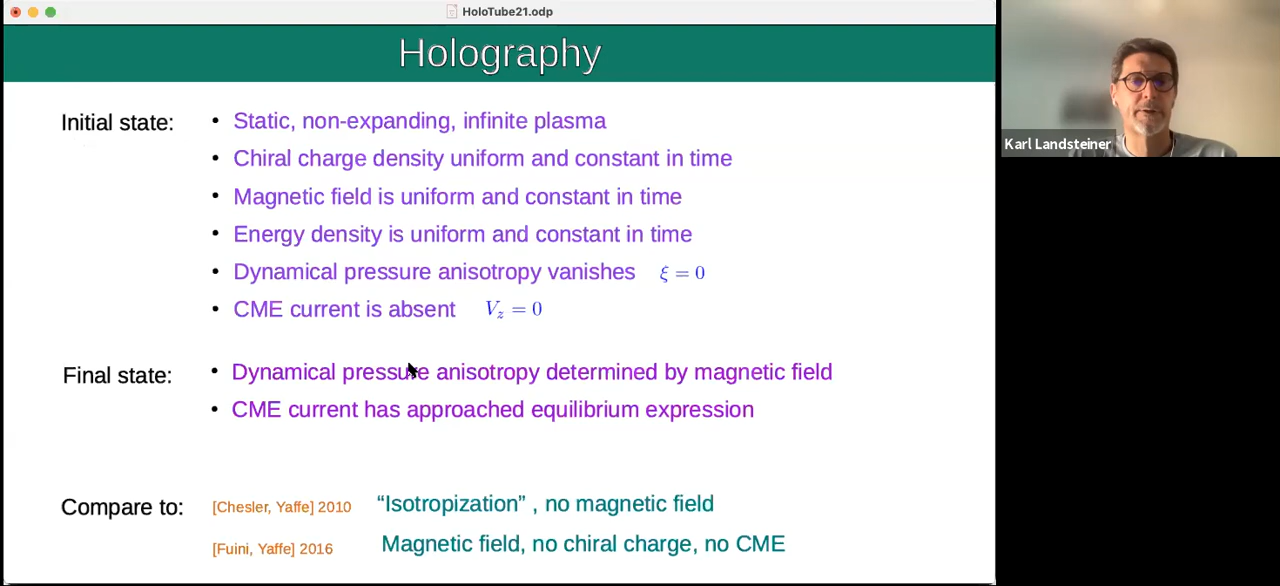 HoloTube21.odp
Holography
Karl Landsteiner
Initial state:
• Static, non-expanding, infinite plasma
• Chiral charge density uniform and constant in time
• Magnetic field is uniform and constant in time
• Energy density is uniform and constant in time
• Dynamical pressure anisotropy vanishes ξ = 0
• CME current is absent V_z = 0
Final state:
• Dynamical pressure anisotropy determined by magnetic field
• CME current has approached equilibrium expression
Compare to:
[Chesler, Yaffe] 2010 “Isotropization” , no magnetic field
[Fuini, Yaffe] 2016 Magnetic field, no chiral charge, no CME